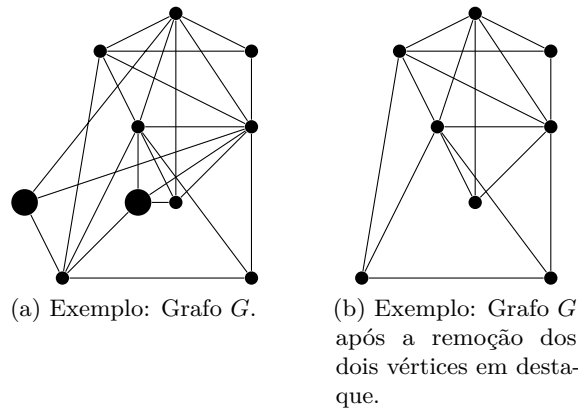 (a) Exemplo: Grafo G.
(b) Exemplo: Grafo G
após a remoção dos
dois vértices em desta-
que.